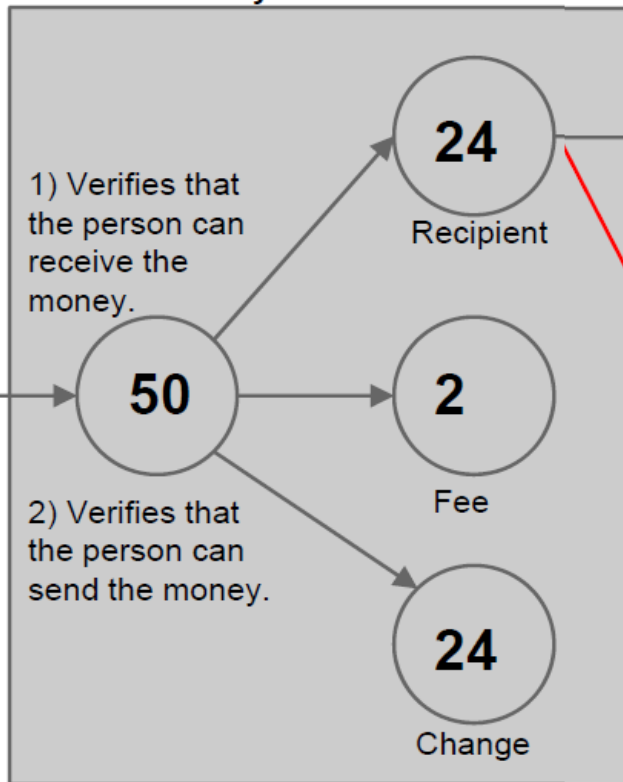 24
Recipient
1) Verifies that
the person can
receive the
money.
50
2
Fee
2) Verifies that
the person can
send the money.
24
Change